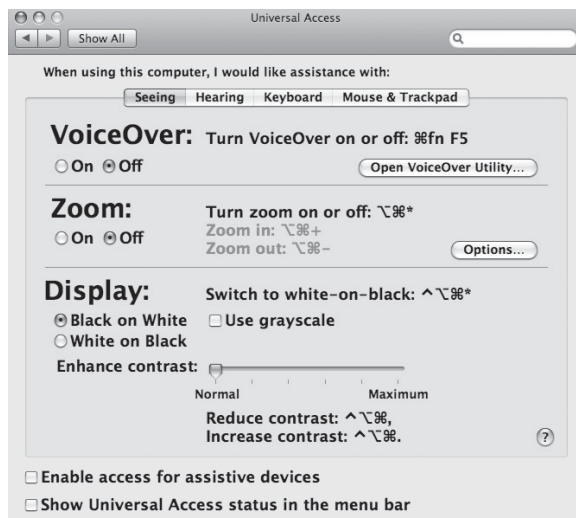 Universal Access
Show All
When using this computer, I would like assistance with:
Seeing Hearing Keyboard Mouse & Trackpad
VoiceOver: Turn VoiceOver on or off: ⌘fn F5
On Off Open VoiceOver Utility...
Zoom: Turn zoom on or off: ⌥⌘*
On Off Zoom in: ⌥⌘+
Zoom out: ⌥⌘- Options...
Display: Switch to white-on-black: ^⌥⌘*
Black on White Use grayscale
White on Black
Enhance contrast:
Normal Maximum
Reduce contrast: ^⌥⌘,
Increase contrast: ^⌥⌘. ?
Enable access for assistive devices
Show Universal Access status in the menu bar